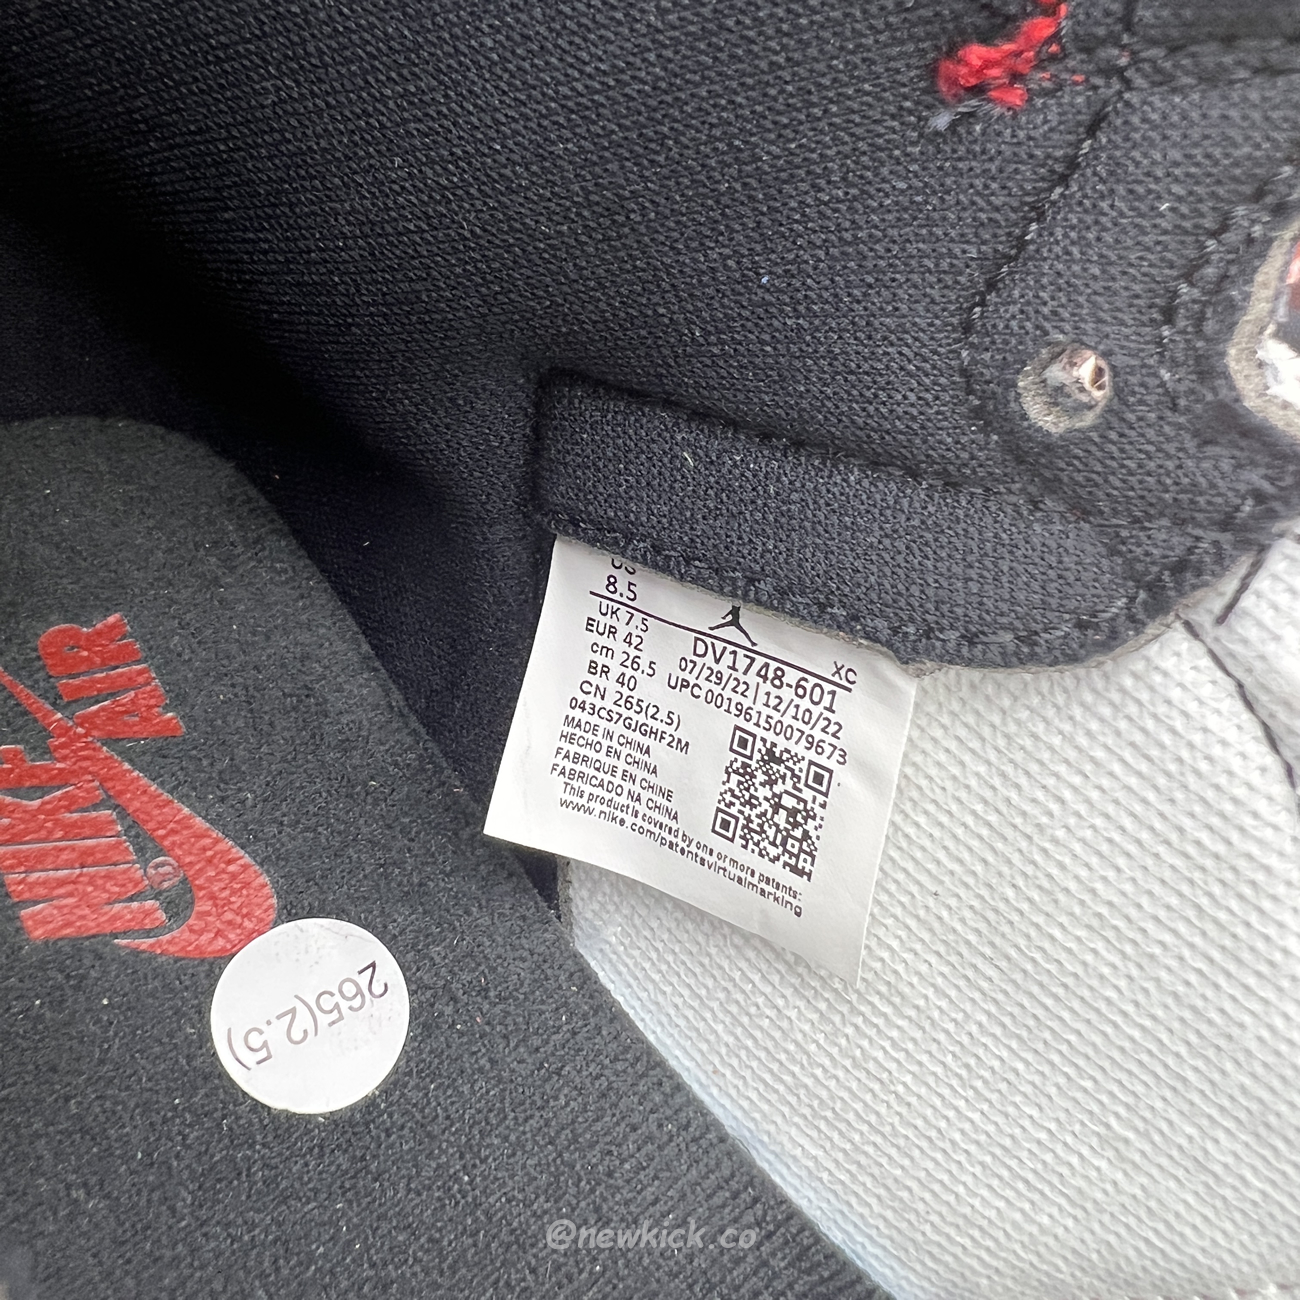 US
8.5
UK 7.5
EUR 42
cm 26.5
BR 40
CN 265(2.5)
043CS7GJGHF2M
MADE IN CHINA
HECHO EN CHINA
FABRIQUE EN CHINE
FABRICADO NA CHINA
This product is covered by one or more patents:
www.nike.com/patentsvirtualmarking
XC
DV1748-601
07/29/22 | 12/10/22
UPC 00196150079673
NIKE AIR
®
265(2.5)
@newkick.co